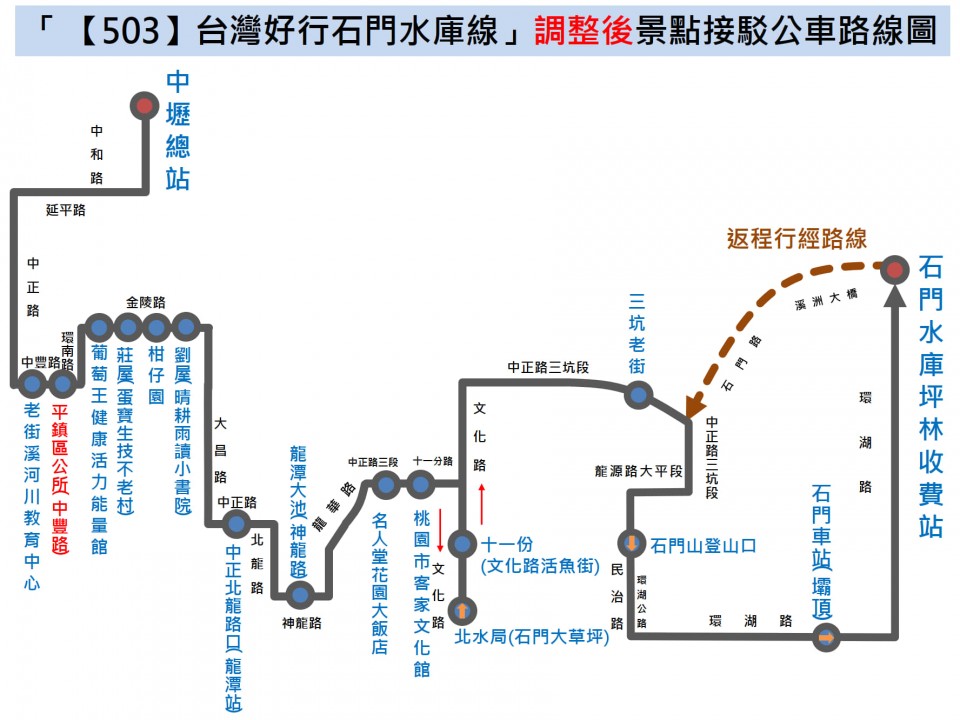 「【503】台灣好行石門水庫線」調整後景點接駁公車路線圖
中壢總站
中和路
延平路
中正路
中豐路
環南路
金陵路
老街溪河川教育中心
平鎮區公所(中豐路)
葡萄王健康活力能量館
莊屋(蛋寶生技不老村)
柑仔園
劉屋(晴耕雨讀小書院)
大昌路
中正路
中正北龍路口(龍潭站)
北龍路
龍潭大池(神龍路)
神龍路
龍華路
中正路三段
名人堂花園大飯店
十一分路
桃園市客家文化館
文化路
文化路
十一份
(文化路活魚街)
北水局(石門大草坪)
中正路三坑段
三坑老街
中正路三坑段
龍源路大平段
石門山登山口
民治路
環湖公路
環湖路
石門車站(壩頂)
環湖路
石門水庫坪林收費站
返程行經路線
溪洲大橋
石門路